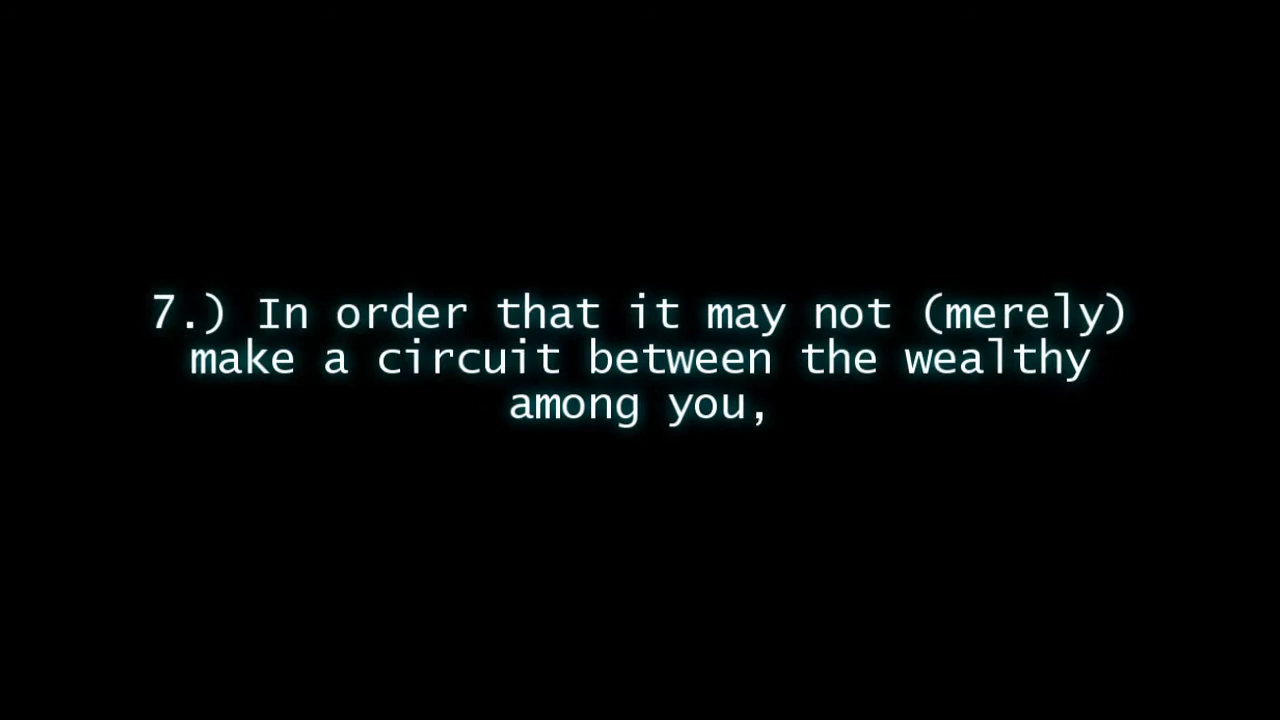 7.) In order that it may not (merely)
make a circuit between the wealthy
among you,